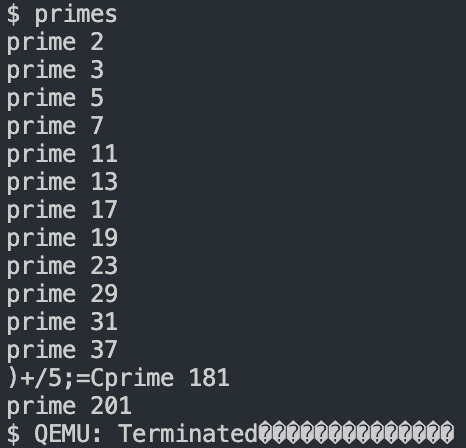 $ primes
prime 2
prime 3
prime 5
prime 7
prime 11
prime 13
prime 17
prime 19
prime 23
prime 29
prime 31
prime 37
)+/5;=Cprime 181
prime 201
$ QEMU: Terminated����������������